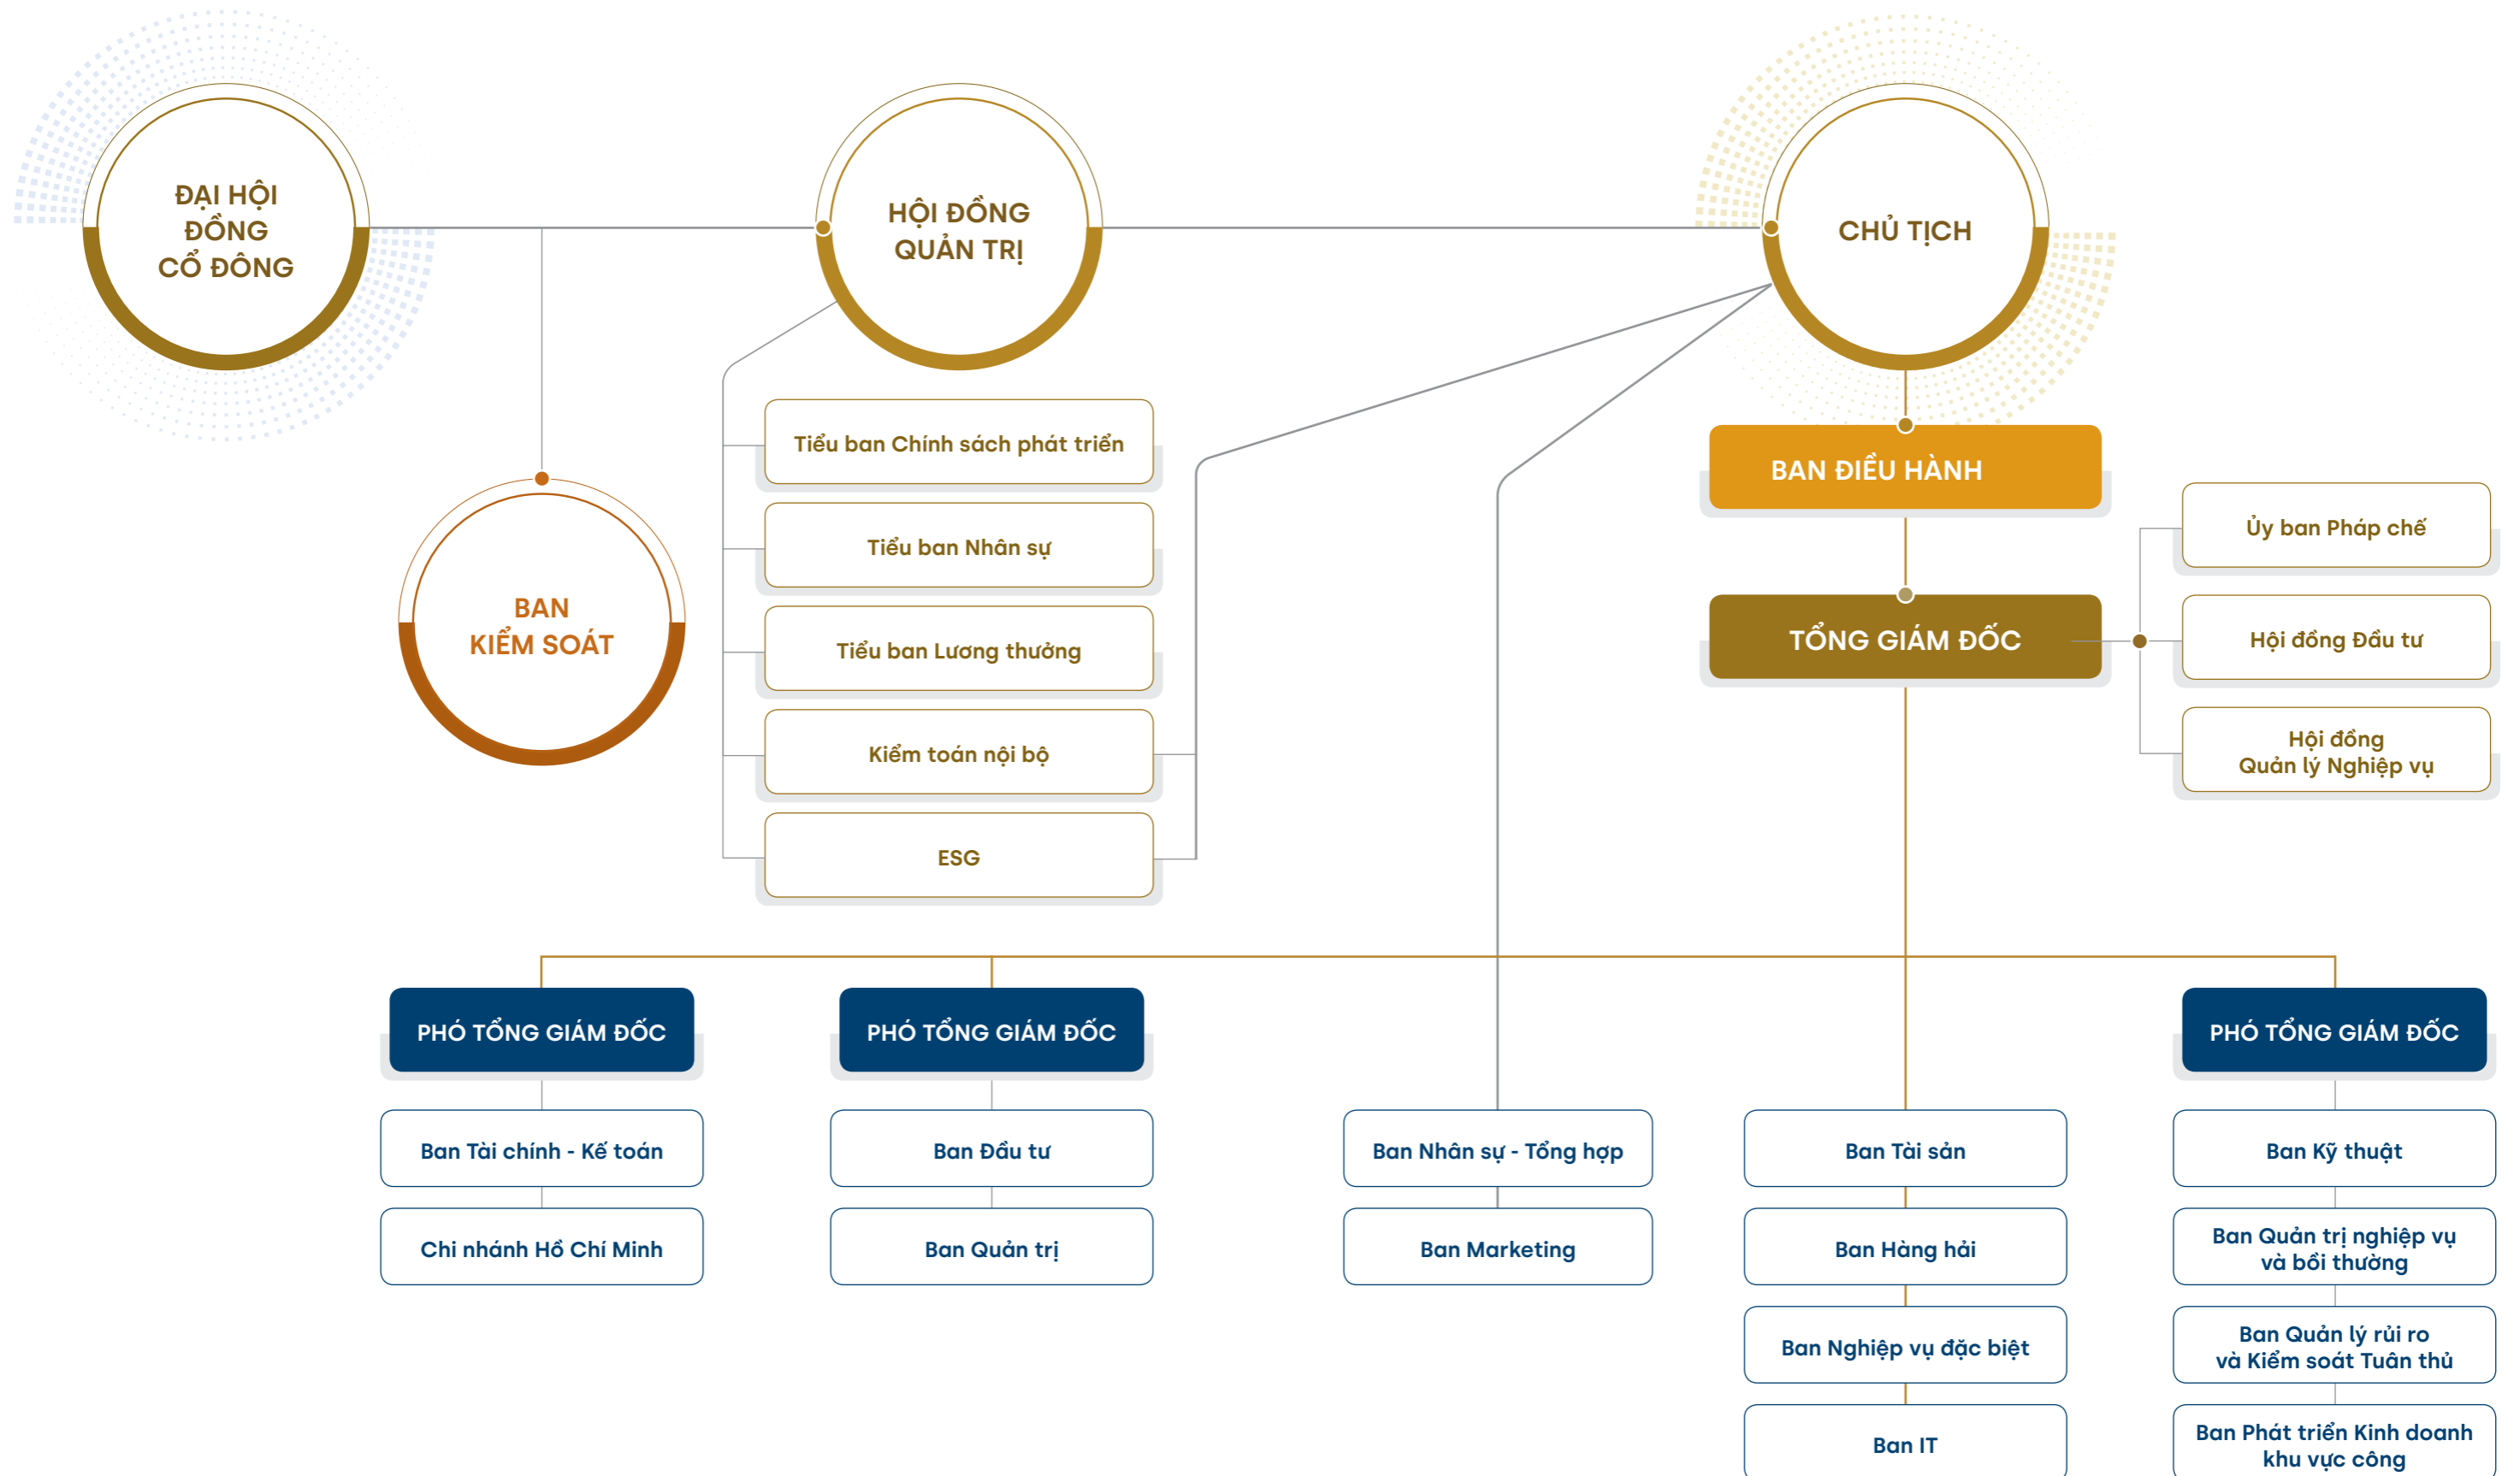 ĐẠI HỘI
ĐỒNG
CỔ ĐÔNG
HỘI ĐỒNG
QUẢN TRỊ
CHỦ TỊCH
BAN
KIỂM SOÁT
Tiểu ban Chính sách phát triển
Tiểu ban Nhân sự
Tiểu ban Lương thưởng
Kiểm toán nội bộ
ESG
BAN ĐIỀU HÀNH
TỔNG GIÁM ĐỐC
Ủy ban Pháp chế
Hội đồng Đầu tư
Hội đồng
Quản lý Nghiệp vụ
PHÓ TỔNG GIÁM ĐỐC
Ban Tài chính - Kế toán
Chi nhánh Hồ Chí Minh
PHÓ TỔNG GIÁM ĐỐC
Ban Đầu tư
Ban Quản trị
Ban Nhân sự - Tổng hợp
Ban Marketing
Ban Tài sản
Ban Hàng hải
Ban Nghiệp vụ đặc biệt
Ban IT
PHÓ TỔNG GIÁM ĐỐC
Ban Kỹ thuật
Ban Quản trị nghiệp vụ
và bồi thường
Ban Quản lý rủi ro
và Kiểm soát Tuân thủ
Ban Phát triển Kinh doanh
khu vực công